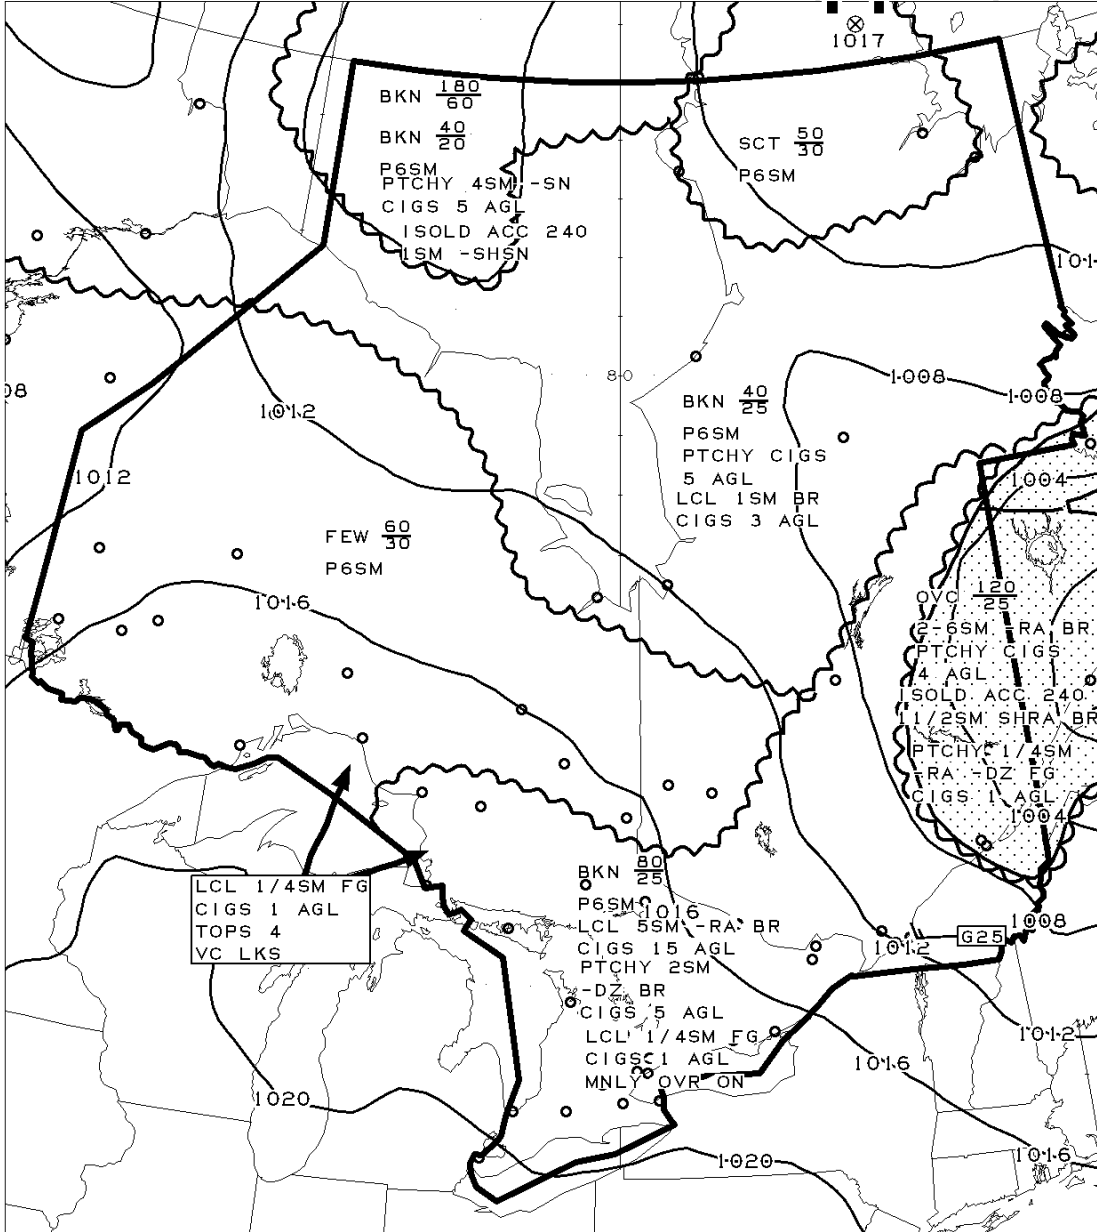 1017
BKN 180/60
BKN 40/20
P6SM
PTCHY 4SM -SN
CIGS 5 AGL
ISOLD ACC 240
1SM -SHSN
SCT 50/30
P6SM
101
08
1012
1012
80
1008
1008
BKN 40/25
P6SM
PTCHY CIGS
5 AGL
LCL 1SM BR
CIGS 3 AGL
1004
FEW 60/30
P6SM
1016
OVC 120/25
2-6SM -RA BR
PTCHY CIGS
4 AGL
ISOLD ACC 240
11/2SM SHRA BR
PTCHY 1/4SM
-RA -DZ FG
CIGS 1 AGL
1004
LCL 1/4SM FG
CIGS 1 AGL
TOPS 4
VC LKS
BKN 80/25
P6SM
1016
LCL 5SM -RA BR
CIGS 15 AGL
PTCHY 2SM
-DZ BR
CIGS 5 AGL
LCL 1/4SM FG
CIGS 1 AGL
MNLY OVR ON
1008
G25
1012
1012
1016
1020
1020
1016